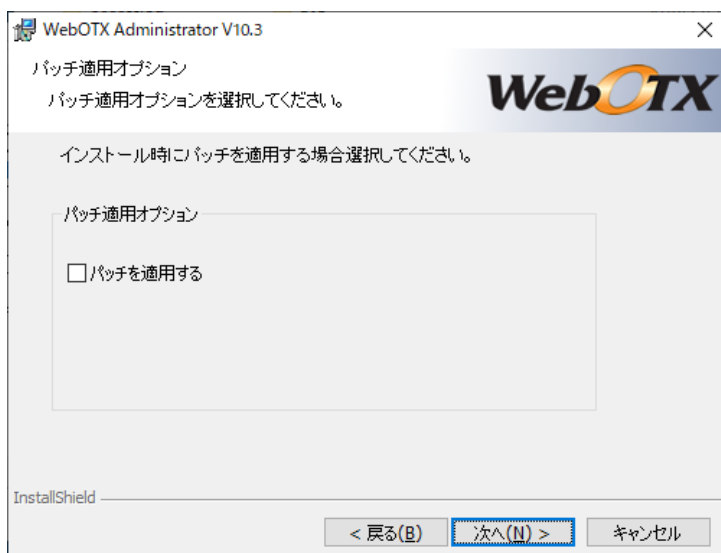 WebOTX Administrator V10.3
パッチ適用オプション
パッチ適用オプションを選択してください。
WebOTX
インストール時にパッチを適用する場合選択してください。
パッチ適用オプション
パッチを適用する
InstallShield
< 戻る(B)
次へ(N) >
キャンセル